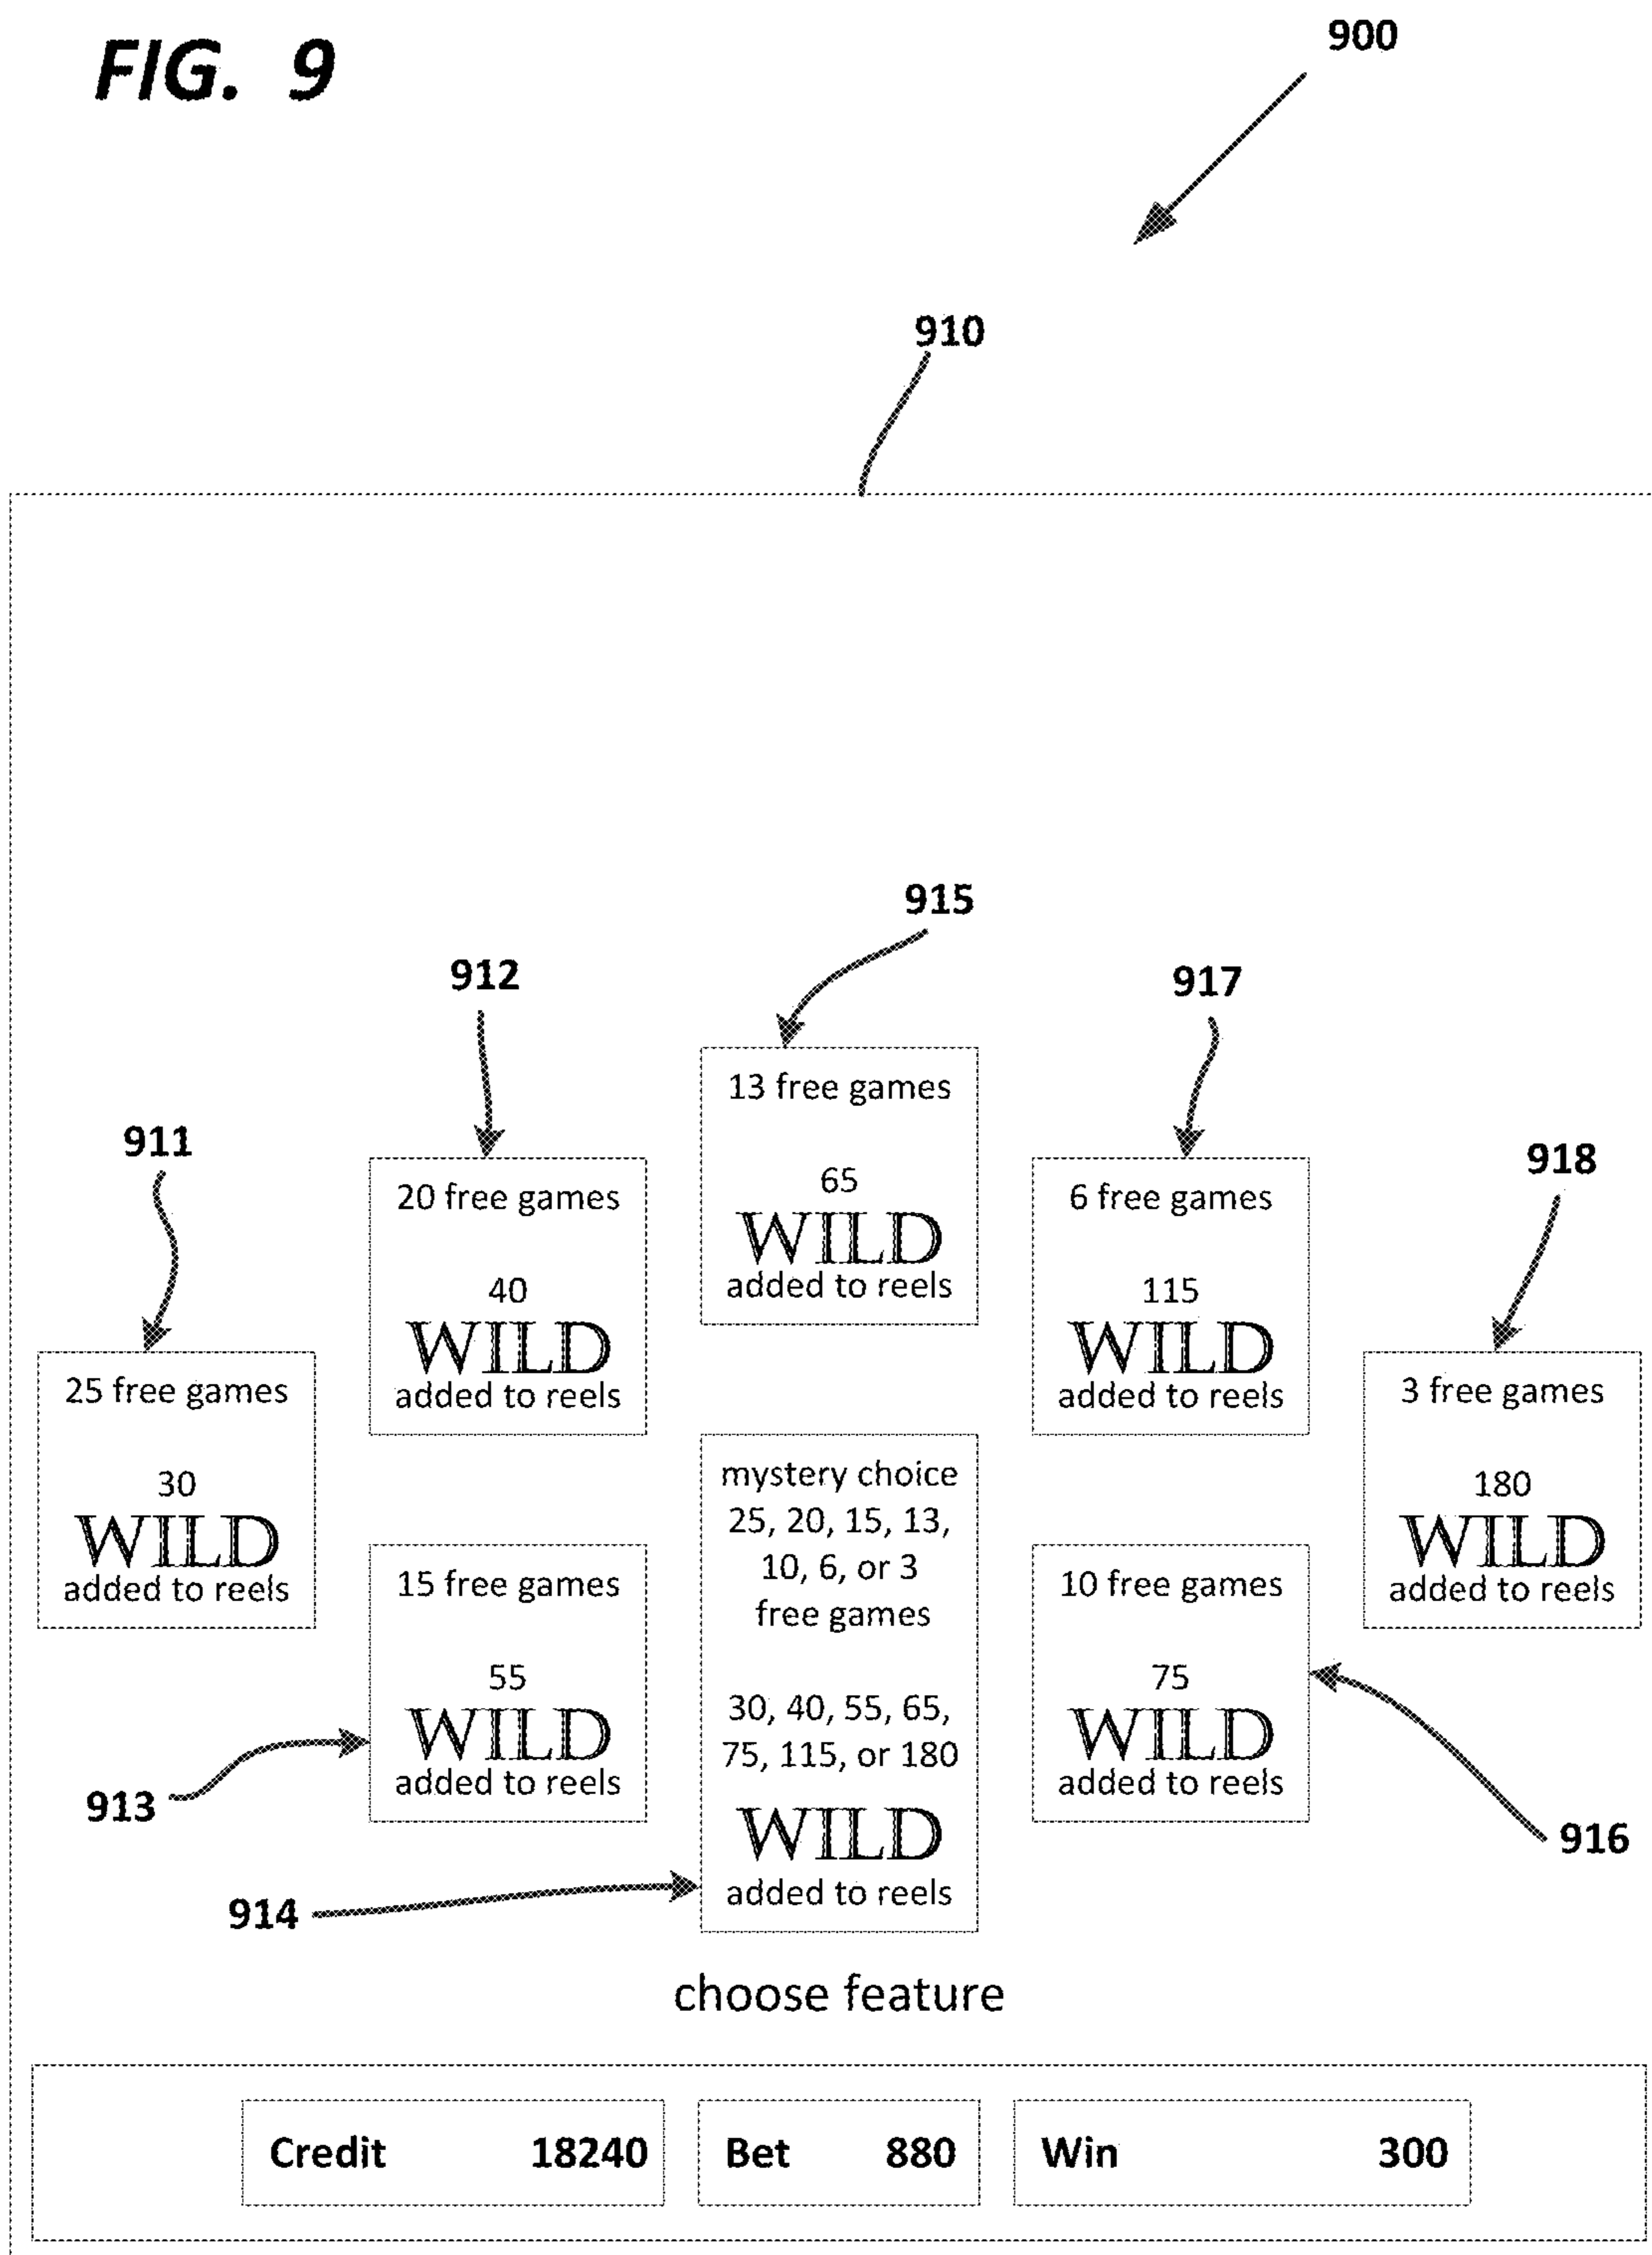 FIG. 9
900
910
915
912
917
911
918
13 free games
65
WILD
added to reels
20 free games
40
WILD
added to reels
6 free games
115
WILD
added to reels
25 free games
30
WILD
added to reels
3 free games
180
WILD
added to reels
mystery choice
25, 20, 15, 13,
10, 6, or 3
free games
30, 40, 55, 65,
75, 115, or 180
WILD
added to reels
15 free games
55
WILD
added to reels
10 free games
75
WILD
added to reels
913
916
914
choose feature
Credit 18240
Bet 880
Win 300